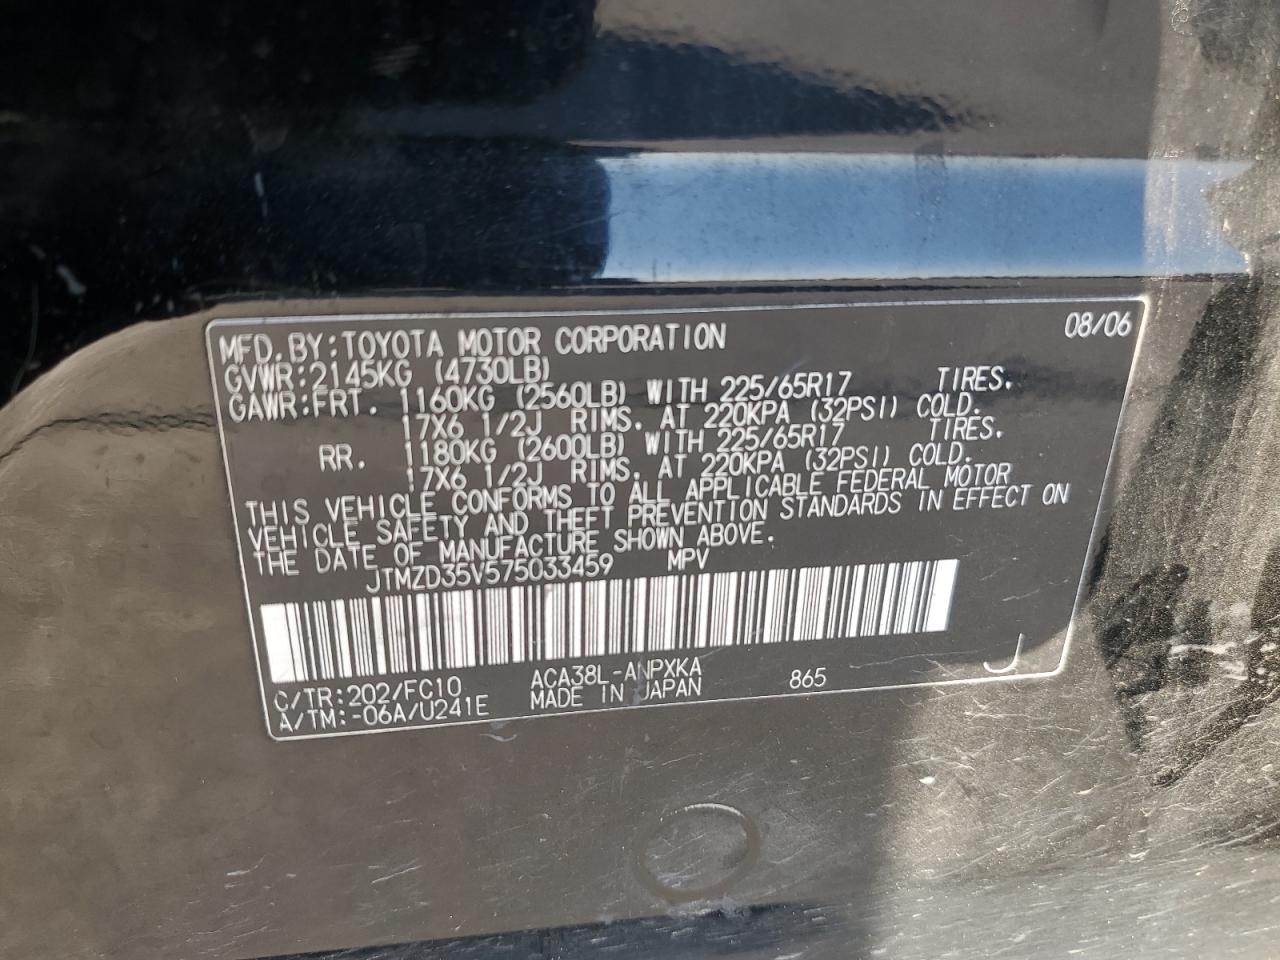 MFD. BY: TOYOTA MOTOR CORPORATION 08/06
GVWR: 2145KG (4730LB)
GAWR: FRT. 1160KG (2560LB) WITH 225/65R17 TIRES.
17X6 1/2J RIMS. AT 220KPA (32PSI) COLD.
RR. 1180KG (2600LB) WITH 225/65R17 TIRES.
17X6 1/2J RIMS. AT 220KPA (32PSI) COLD.
THIS VEHICLE CONFORMS TO ALL APPLICABLE FEDERAL MOTOR
VEHICLE SAFETY AND THEFT PREVENTION STANDARDS IN EFFECT ON
THE DATE OF MANUFACTURE SHOWN ABOVE.
JTMZD35V575033459 MPV
C/TR: 202/FC10 ACA38L-ANPXKA 865 J
A/TM: -06A/U241E MADE IN JAPAN